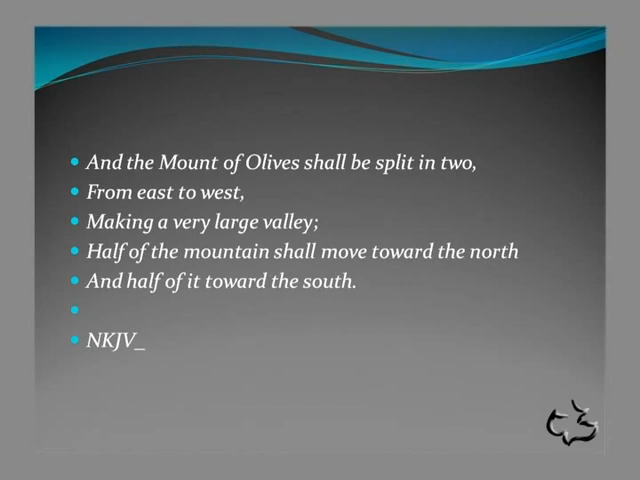 And the Mount of Olives shall be split in two,
From east to west,
Making a very large valley;
Half of the mountain shall move toward the north
And half of it toward the south.
NKJV_